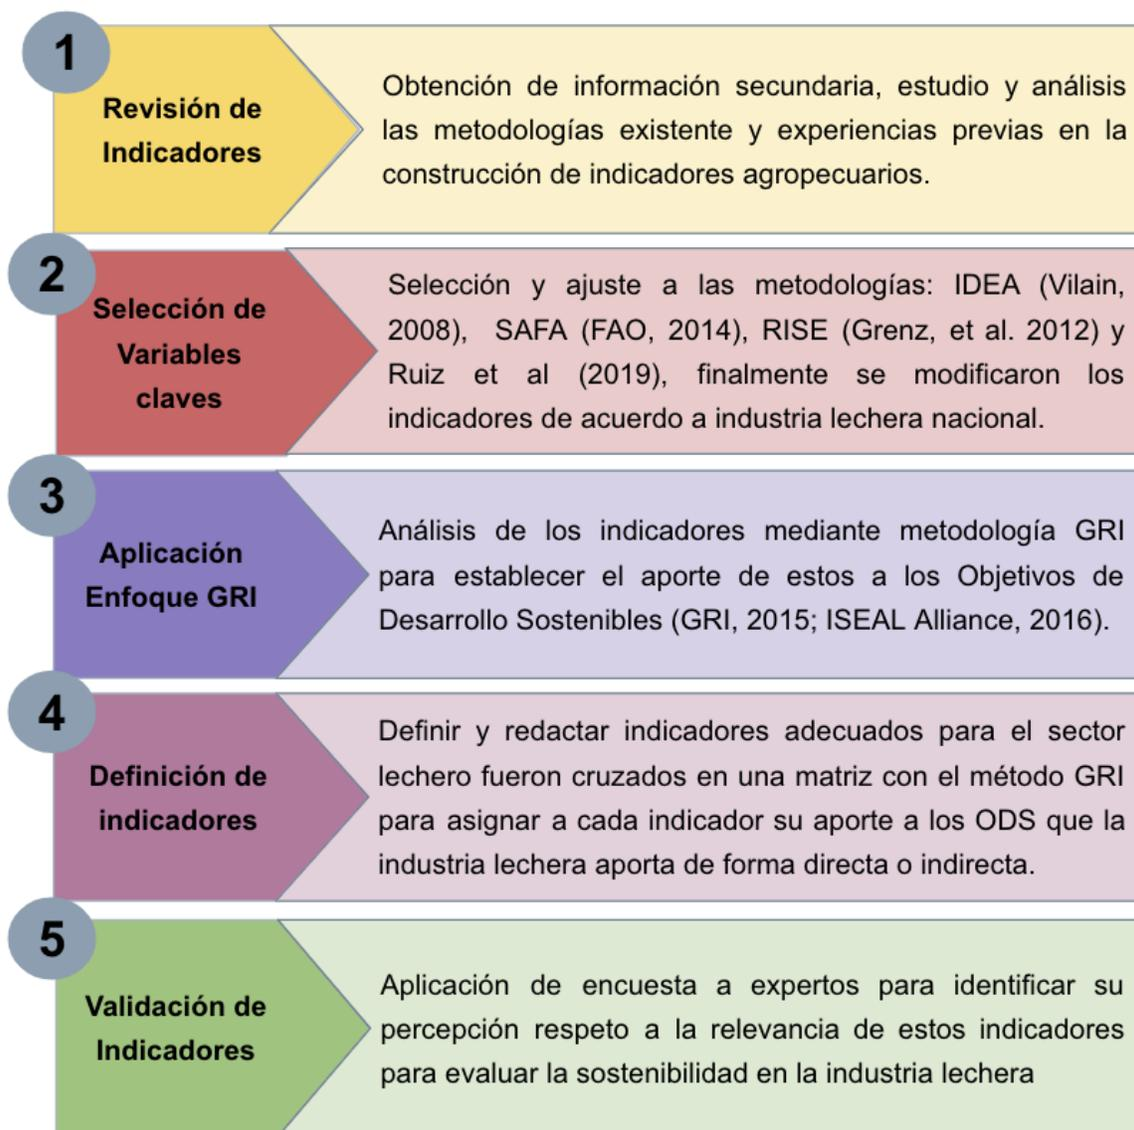 1
Revisión de
Indicadores
Obtención de información secundaria, estudio y análisis
las metodologías existente y experiencias previas en la
construcción de indicadores agropecuarios.
2
Selección de
Variables
claves
Selección y ajuste a las metodologías: IDEA (Vilain,
2008), SAFA (FAO, 2014), RISE (Grenz, et al. 2012) y
Ruiz et al (2019), finalmente se modificaron los
indicadores de acuerdo a industria lechera nacional.
3
Aplicación
Enfoque GRI
Análisis de los indicadores mediante metodología GRI
para establecer el aporte de estos a los Objetivos de
Desarrollo Sostenibles (GRI, 2015; ISEAL Alliance, 2016).
4
Definición de
indicadores
Definir y redactar indicadores adecuados para el sector
lechero fueron cruzados en una matriz con el método GRI
para asignar a cada indicador su aporte a los ODS que la
industria lechera aporta de forma directa o indirecta.
5
Validación de
Indicadores
Aplicación de encuesta a expertos para identificar su
percepción respeto a la relevancia de estos indicadores
para evaluar la sostenibilidad en la industria lechera